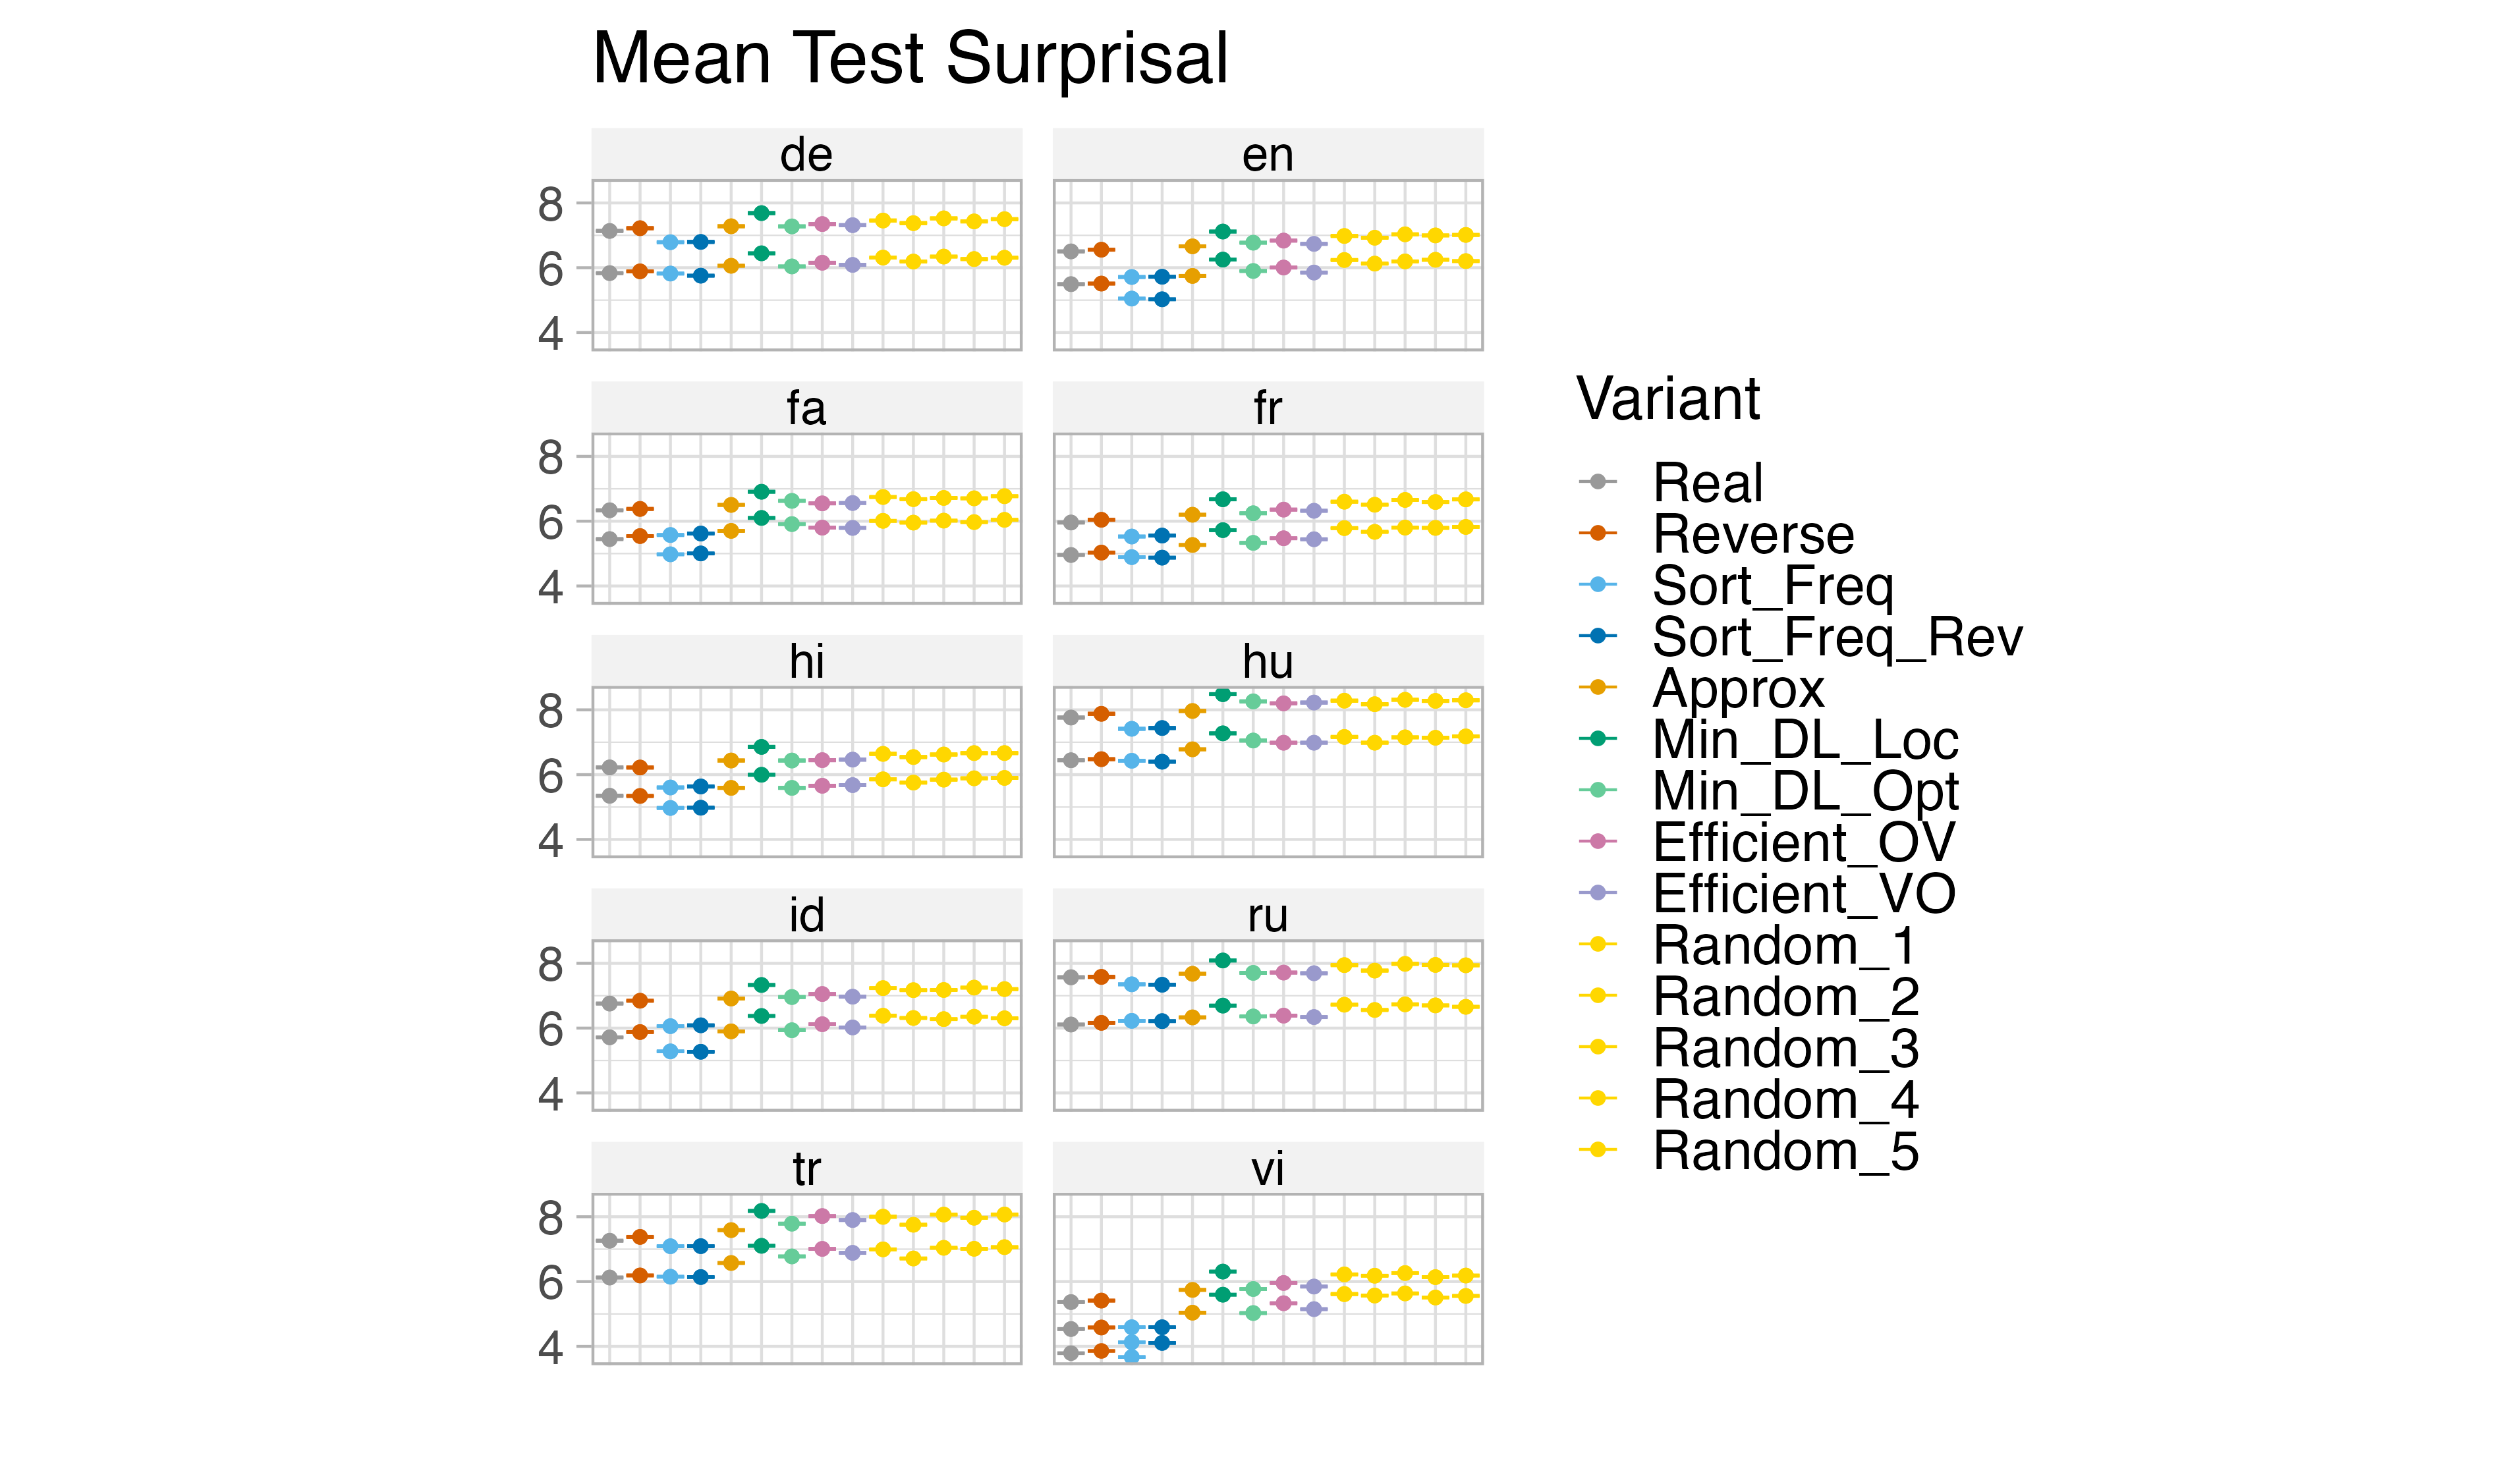 Mean Test Surprisal
de
en
8
6
4
fa
fr
8
6
4
hi
hu
8
6
4
id
ru
8
6
4
tr
vi
8
6
4
Variant
Real
Reverse
Sort_Freq
Sort_Freq_Rev
Approx
Min_DL_Loc
Min_DL_Opt
Efficient_OV
Efficient_VO
Random_1
Random_2
Random_3
Random_4
Random_5